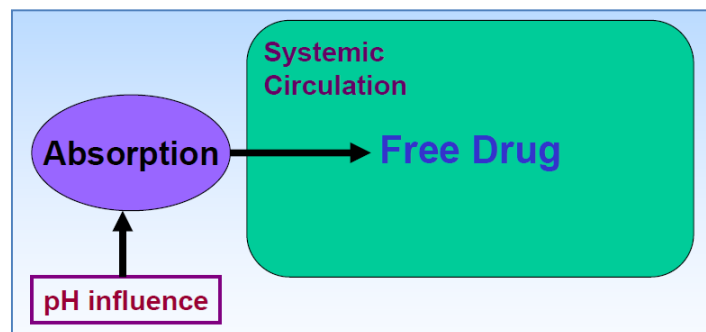 Systemic
Circulation
Absorption
Free Drug
pH influence